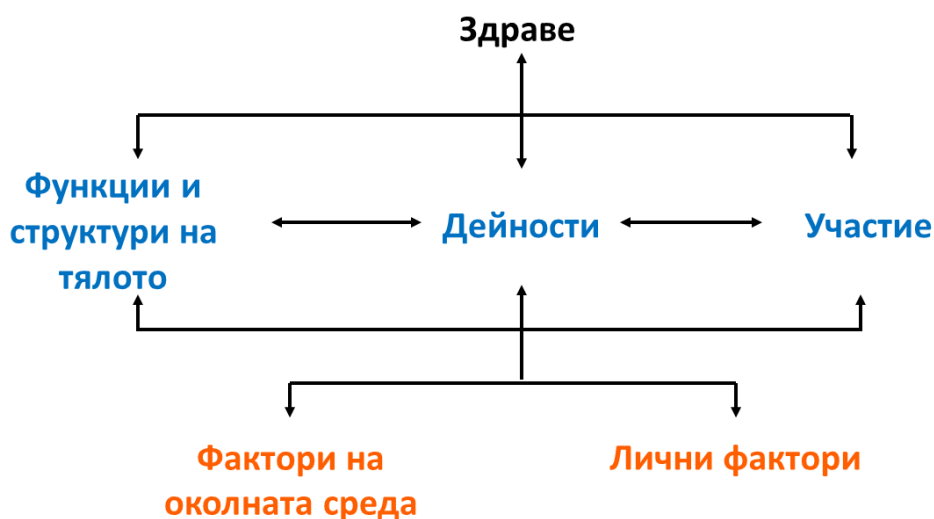 Здраве
Функции и
структури на
тялото
Дейности
Участие
Фактори на
околната среда
Лични фактори